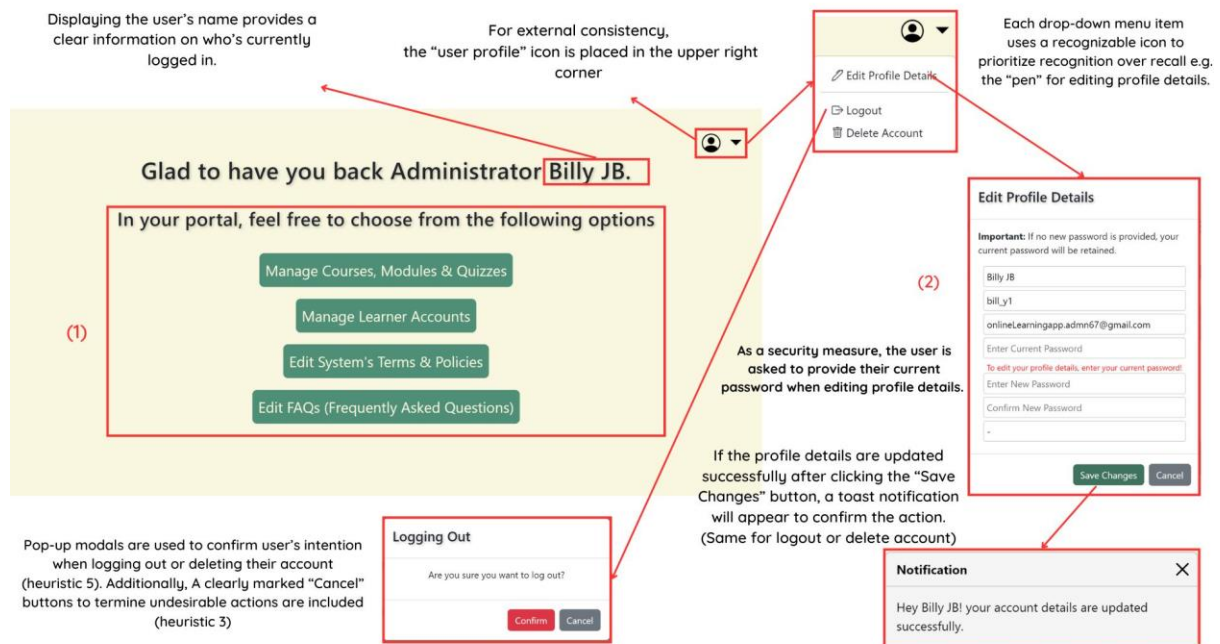 Displaying the user's name provides a
clear information on who's currently
logged in.
For external consistency,
the "user profile" icon is placed in the upper right
corner
Edit Profile Details
Logout
Delete Account
Each drop-down menu item
uses a recognizable icon to
prioritize recognition over recall e.g.
the "pen" for editing profile details.
Glad to have you back Administrator Billy JB.
In your portal, feel free to choose from the following options
(1)
Manage Courses, Modules & Quizzes
Manage Learner Accounts
Edit System's Terms & Policies
Edit FAQs (Frequently Asked Questions)
(2)
Edit Profile Details
Important: If no new password is provided, your
current password will be retained.
Billy JB
bill_y1
onlineLearningapp.admn67@gmail.com
Enter Current Password
To edit your profile details, enter your current password!
Enter New Password
Confirm New Password
-
Save Changes Cancel
As a security measure, the user is
asked to provide their current
password when editing profile details.
If the profile details are updated
successfully after clicking the "Save
Changes" button, a toast notification
will appear to confirm the action.
(Same for logout or delete account)
Pop-up modals are used to confirm user's intention
when logging out or deleting their account
(heuristic 5). Additionally, A clearly marked "Cancel"
buttons to termine undesirable actions are included
(heuristic 3)
Logging Out
Are you sure you want to log out?
Confirm Cancel
Notification
Hey Billy JB! your account details are updated
successfully.